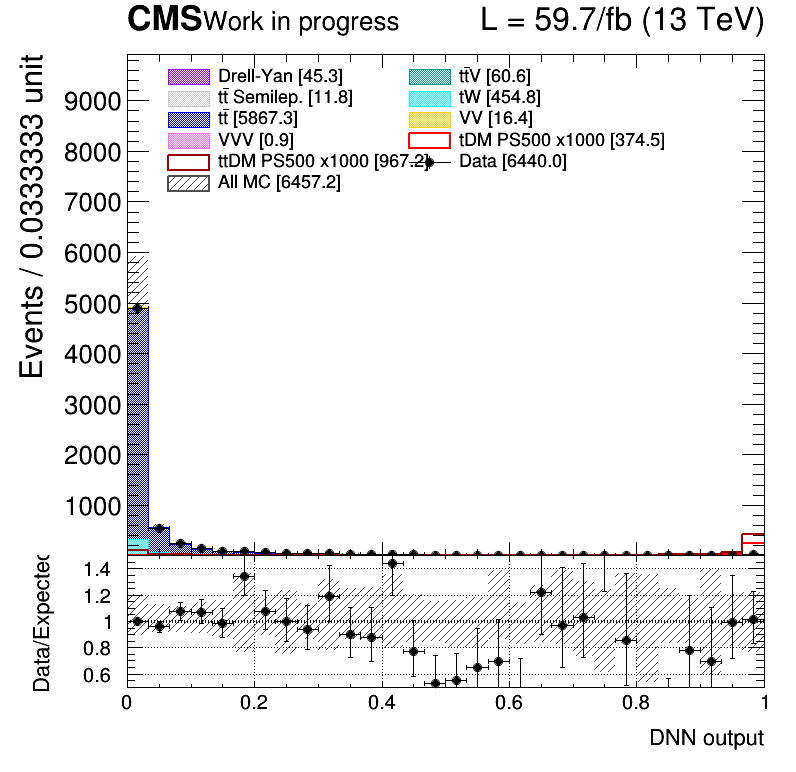 CMS Work in progress L = 59.7/fb (13 TeV)
Drell-Yan [45.3] tt̄V [60.6]
tt̄ Semilep. [11.8] tW [454.8]
tt̄ [5867.3] VV [16.4]
VVV [0.9] tDM PS500 x1000 [374.5]
ttDM PS500 x1000 [967.2] Data [6440.0]
All MC [6457.2]
Events / 0.0333333 unit
9000
8000
7000
6000
5000
4000
3000
2000
1000
Data/Expected
1.4
1.2
1
0.8
0.6
0 0.2 0.4 0.6 0.8 1
DNN output